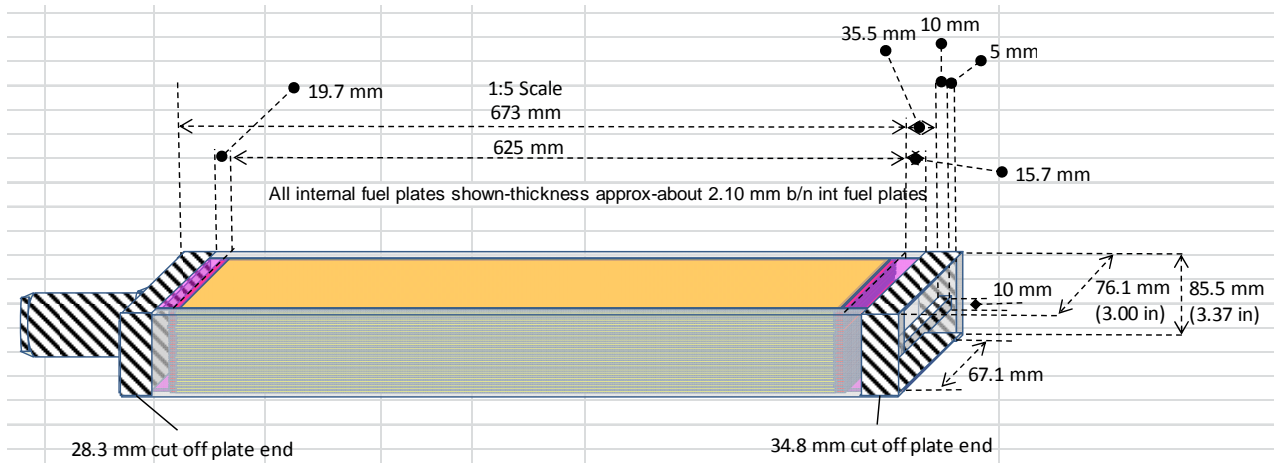 10 mm
35.5 mm
5 mm
19.7 mm
1:5 Scale
673 mm
625 mm
15.7 mm
All internal fuel plates shown-thickness approx-about 2.10 mm b/n int fuel plates
10 mm
76.1 mm
(3.00 in)
85.5 mm
(3.37 in)
67.1 mm
28.3 mm cut off plate end
34.8 mm cut off plate end